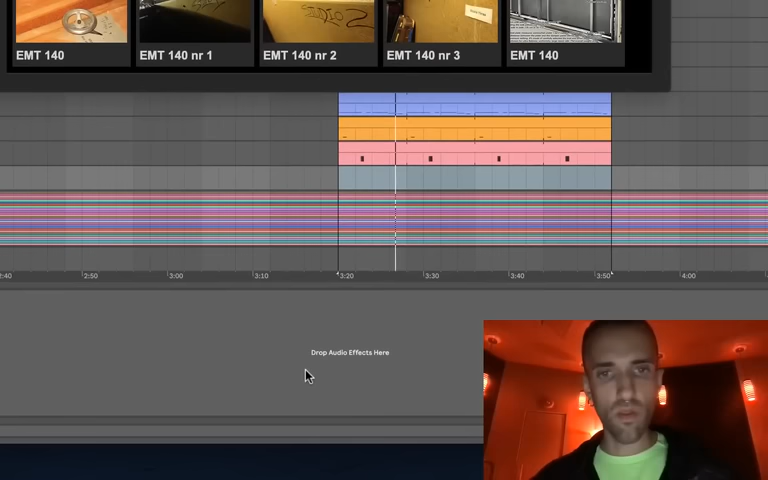 EMT 140
EMT 140 nr 1
EMT 140 nr 2
EMT 140 nr 3
EMT 140
2:40
2:50
3:00
3:10
3:20
3:30
3:40
3:50
4:00
Drop Audio Effects Here